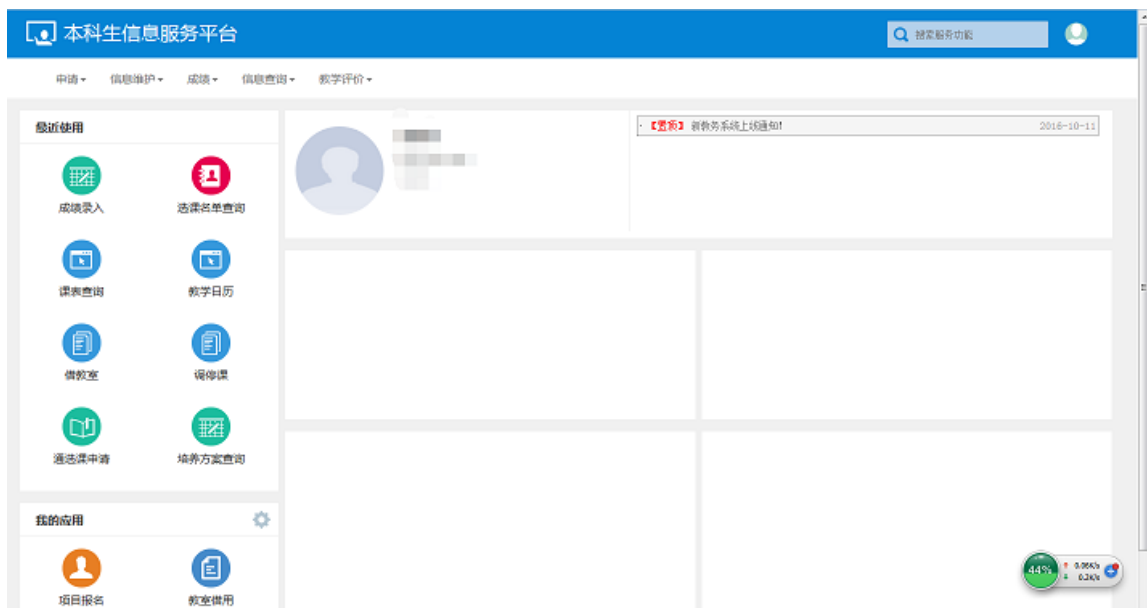 本科生信息服务平台
搜索服务功能
申请 信息维护 成绩 信息查询 教学评价
最近使用
成绩录入 选课名单查询
课表查询 教学日历
借教室 调停课
通选课申请 培养方案查询
我的应用
项目报名 教室借用
· 【置顶】 新教务系统上线通知! 2016-10-11
44% 0.06K/s
0.2K/s